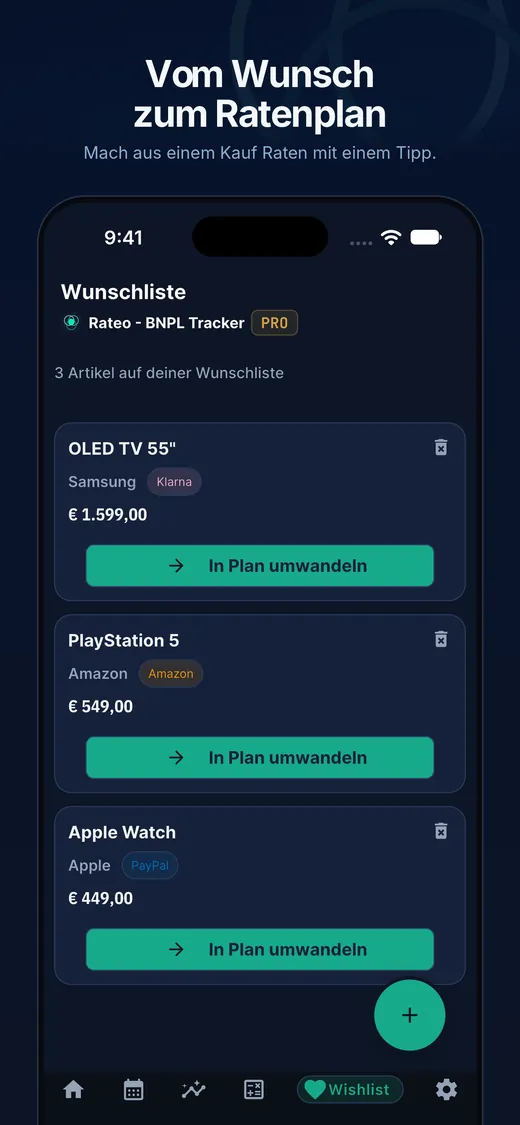 Vom Wunsch
zum Ratenplan
Mach aus einem Kauf Raten mit einem Tipp.
9:41
Wunschliste
Rateo - BNPL Tracker PRO
3 Artikel auf deiner Wunschliste
OLED TV 55"
Samsung Klarna
€ 1.599,00
In Plan umwandeln
PlayStation 5
Amazon Amazon
€ 549,00
In Plan umwandeln
Apple Watch
Apple PayPal
€ 449,00
In Plan umwandeln
Wishlist